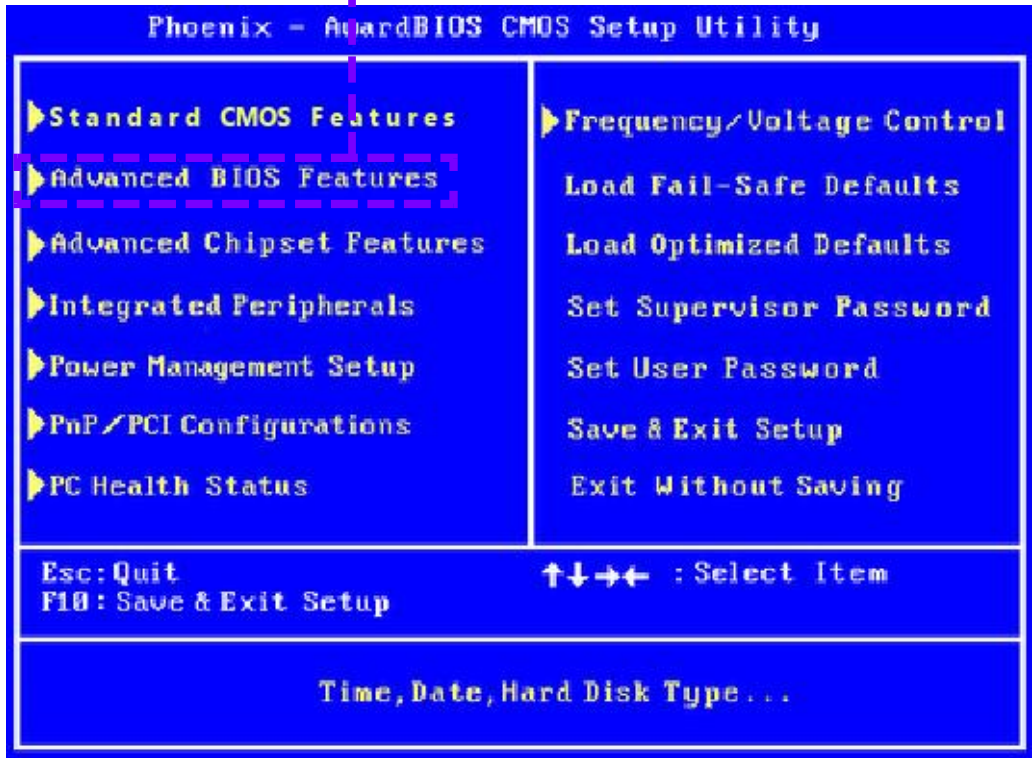 Phoenix - AwardBIOS CMOS Setup Utility
Standard CMOS Features
Advanced BIOS Features
Advanced Chipset Features
Integrated Peripherals
Power Management Setup
PnP/PCI Configurations
PC Health Status
Frequency/Voltage Control
Load Fail-Safe Defaults
Load Optimized Defaults
Set Supervisor Password
Set User Password
Save & Exit Setup
Exit Without Saving
Esc: Quit
F10: Save & Exit Setup
↑↓→← : Select Item
Time, Date, Hard Disk Type...